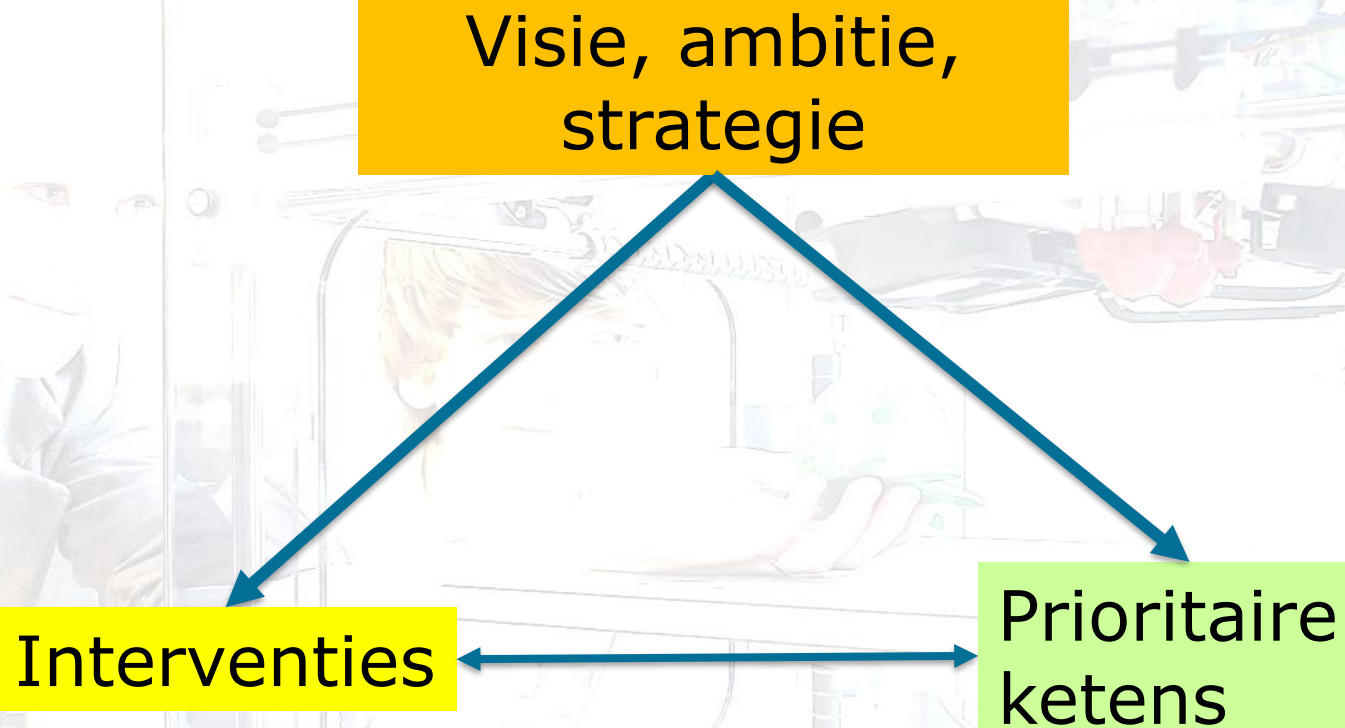 Visie, ambitie,
strategie
Interventies
Prioritaire
ketens